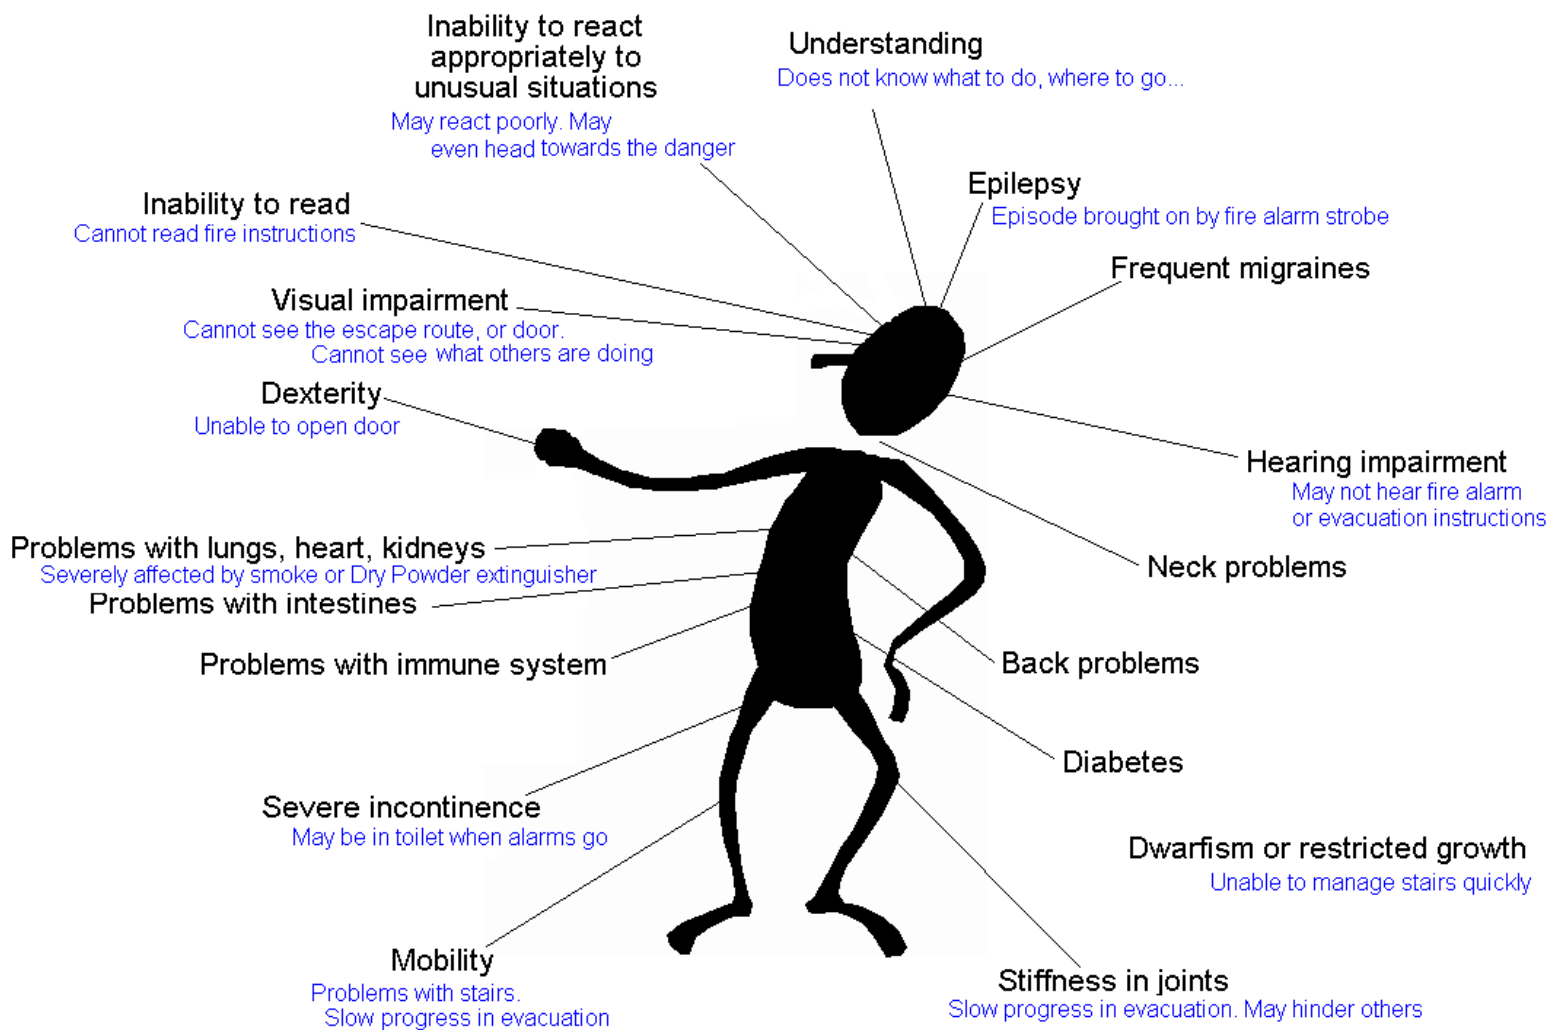 Inability to react
appropriately to
unusual situations
May react poorly. May
even head towards the danger
Understanding
Does not know what to do, where to go...
Epilepsy
Episode brought on by fire alarm strobe
Inability to read
Cannot read fire instructions
Frequent migraines
Visual impairment
Cannot see the escape route, or door.
Cannot see what others are doing
Dexterity
Unable to open door
Hearing impairment
May not hear fire alarm
or evacuation instructions
Problems with lungs, heart, kidneys
Severely affected by smoke or Dry Powder extinguisher
Neck problems
Problems with intestines
Problems with immune system
Back problems
Diabetes
Severe incontinence
May be in toilet when alarms go
Dwarfism or restricted growth
Unable to manage stairs quickly
Mobility
Problems with stairs.
Slow progress in evacuation
Stiffness in joints
Slow progress in evacuation. May hinder others